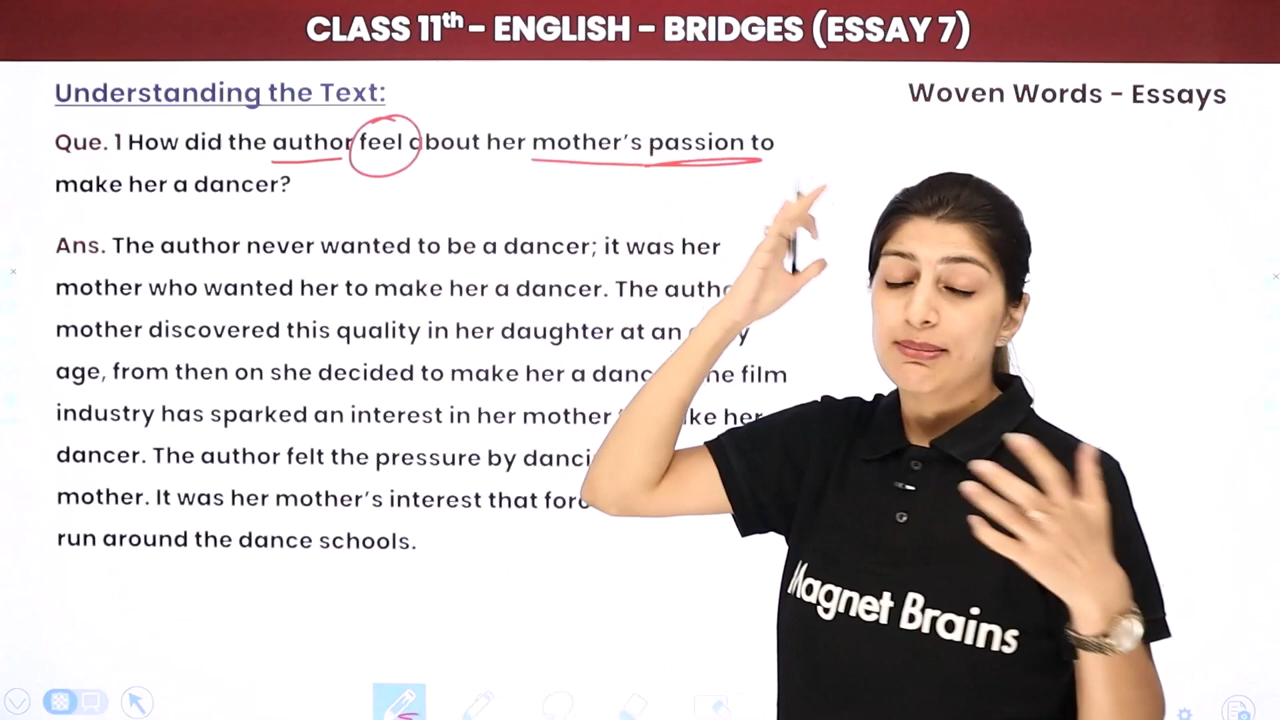 CLASS 11th - ENGLISH - BRIDGES (ESSAY 7)
Understanding the Text:
Woven Words - Essays
Que. 1 How did the author feel about her mother's passion to
make her a dancer?
Ans. The author never wanted to be a dancer; it was her
mother who wanted her to make her a dancer. The
mother discovered this quality in her daughter at an
age, from then on she decided to make her a film
industry has sparked an interest in her mother her
dancer. The author felt the pressure by
mother. It was her mother's interest that
run around the dance schools.
Magnet Brains